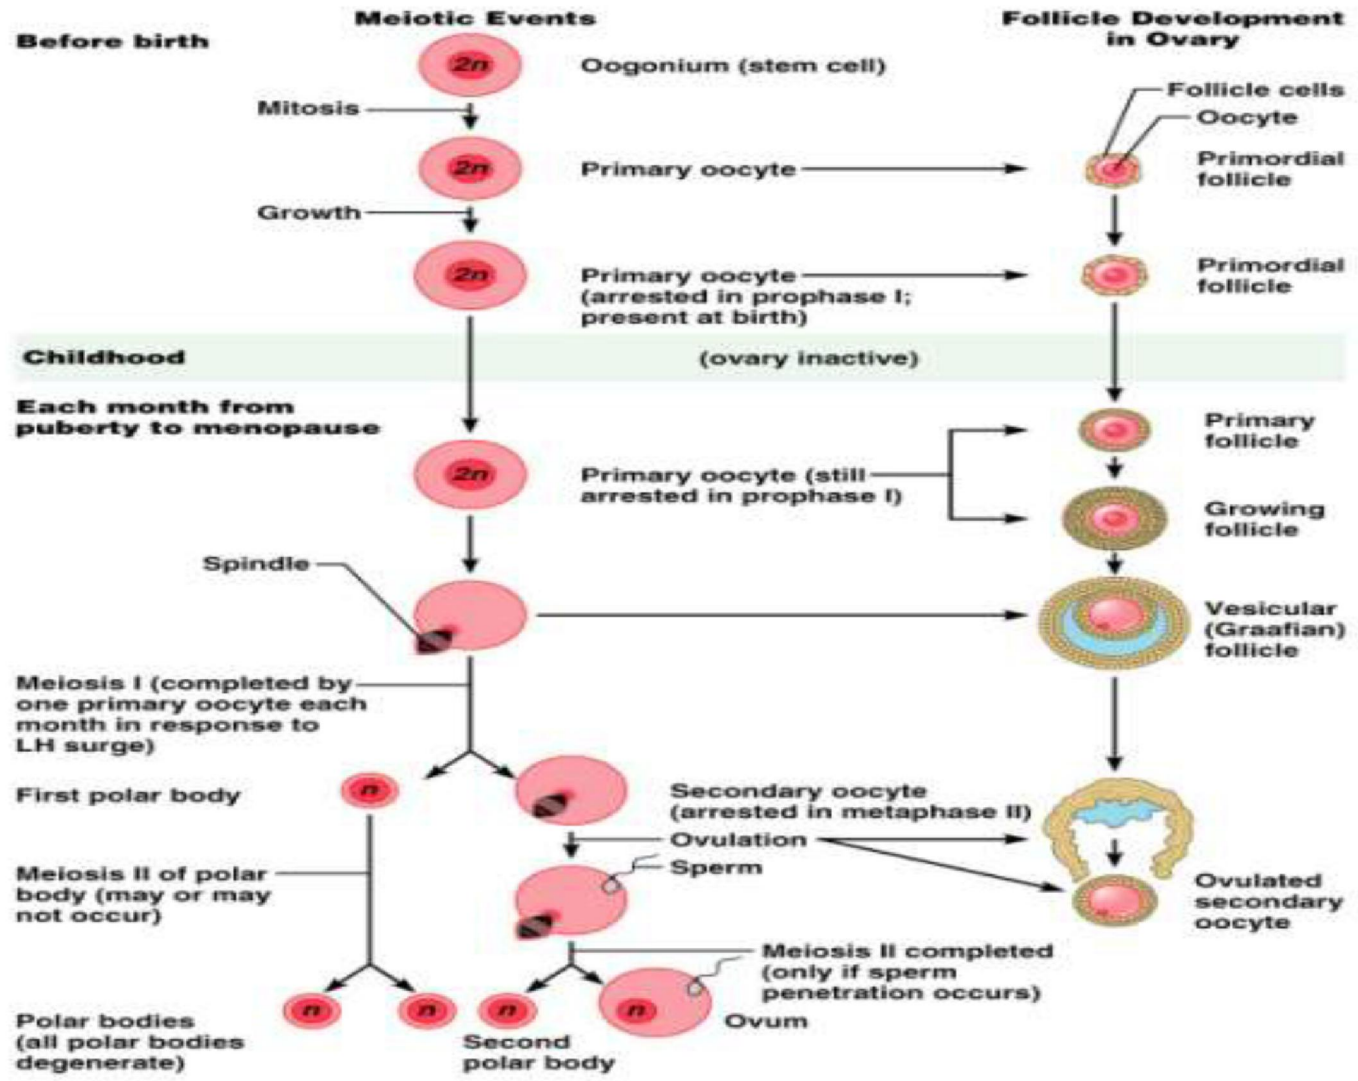 Meiotic Events
Follicle Development
in Ovary
Before birth
2n
Oogonium (stem cell)
Follicle cells
Oocyte
Mitosis
2n
Primary oocyte
Primordial
follicle
Growth
2n
Primary oocyte
(arrested in prophase I;
present at birth)
Primordial
follicle
Childhood
(ovary inactive)
Each month from
puberty to menopause
2n
Primary oocyte (still
arrested in prophase I)
Primary
follicle
Growing
follicle
Spindle
Vesicular
(Graafian)
follicle
Meiosis I (completed by
one primary oocyte each
month in response to
LH surge)
First polar body
n
Secondary oocyte
(arrested in metaphase II)
Ovulation
Sperm
Meiosis II of polar
body (may or may
not occur)
Ovulated
secondary
oocyte
Meiosis II completed
(only if sperm
penetration occurs)
n
n
n
n
Ovum
Polar bodies
(all polar bodies
degenerate)
Second
polar body